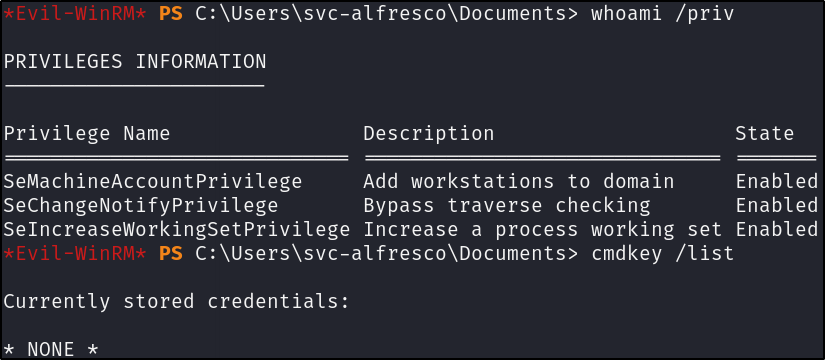 *Evil-WinRM* PS C:\Users\svc-alfresco\Documents> whoami /priv
PRIVILEGES INFORMATION
----------------------
Privilege Name                Description                    State
============================= ============================== =======
SeMachineAccountPrivilege     Add workstations to domain     Enabled
SeChangeNotifyPrivilege       Bypass traverse checking       Enabled
SeIncreaseWorkingSetPrivilege Increase a process working set Enabled
*Evil-WinRM* PS C:\Users\svc-alfresco\Documents> cmdkey /list
Currently stored credentials:
* NONE *